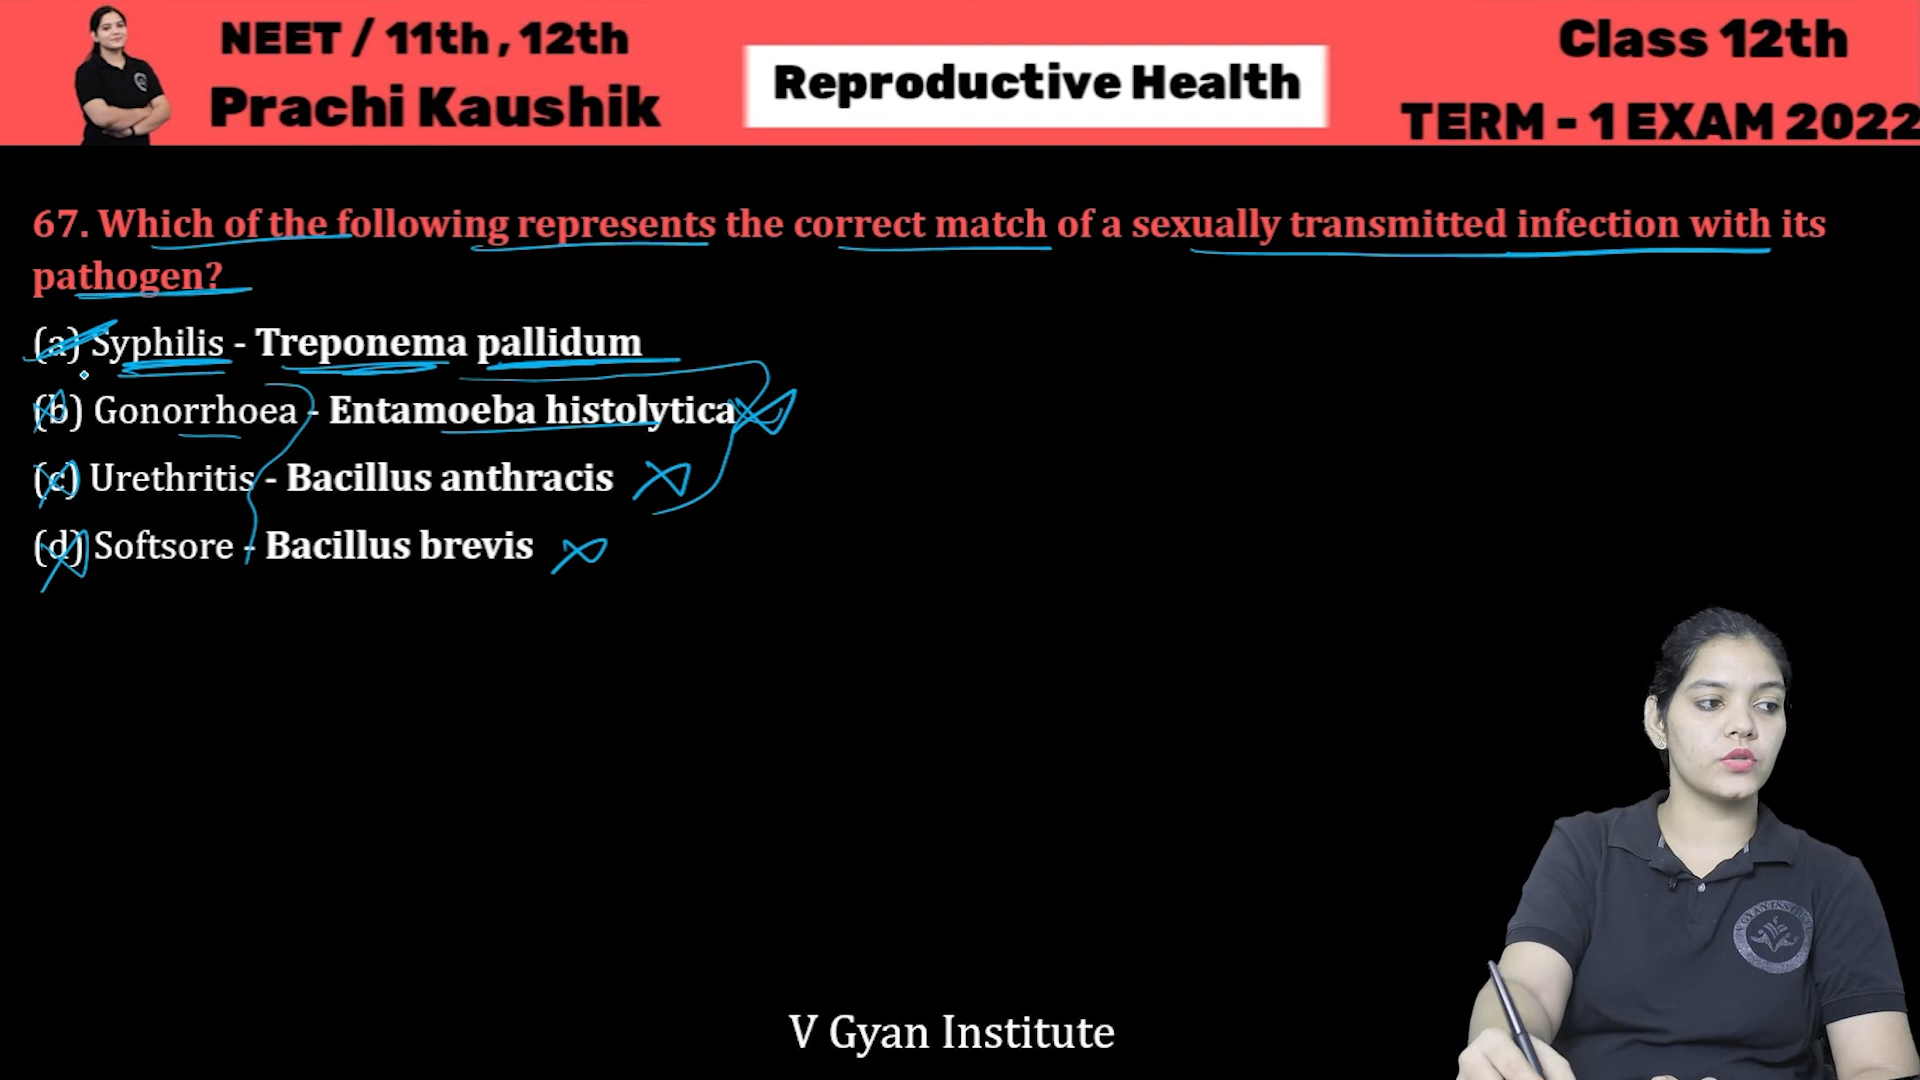 NEET / 11th , 12th
Prachi Kaushik
Reproductive Health
Class 12th
TERM - 1 EXAM 2022
67. Which of the following represents the correct match of a sexually transmitted infection with its
pathogen?
(a) Syphilis - Treponema pallidum
(b) Gonorrhoea - Entamoeba histolytica
(c) Urethritis - Bacillus anthracis
(d) Softsore - Bacillus brevis
V Gyan Institute